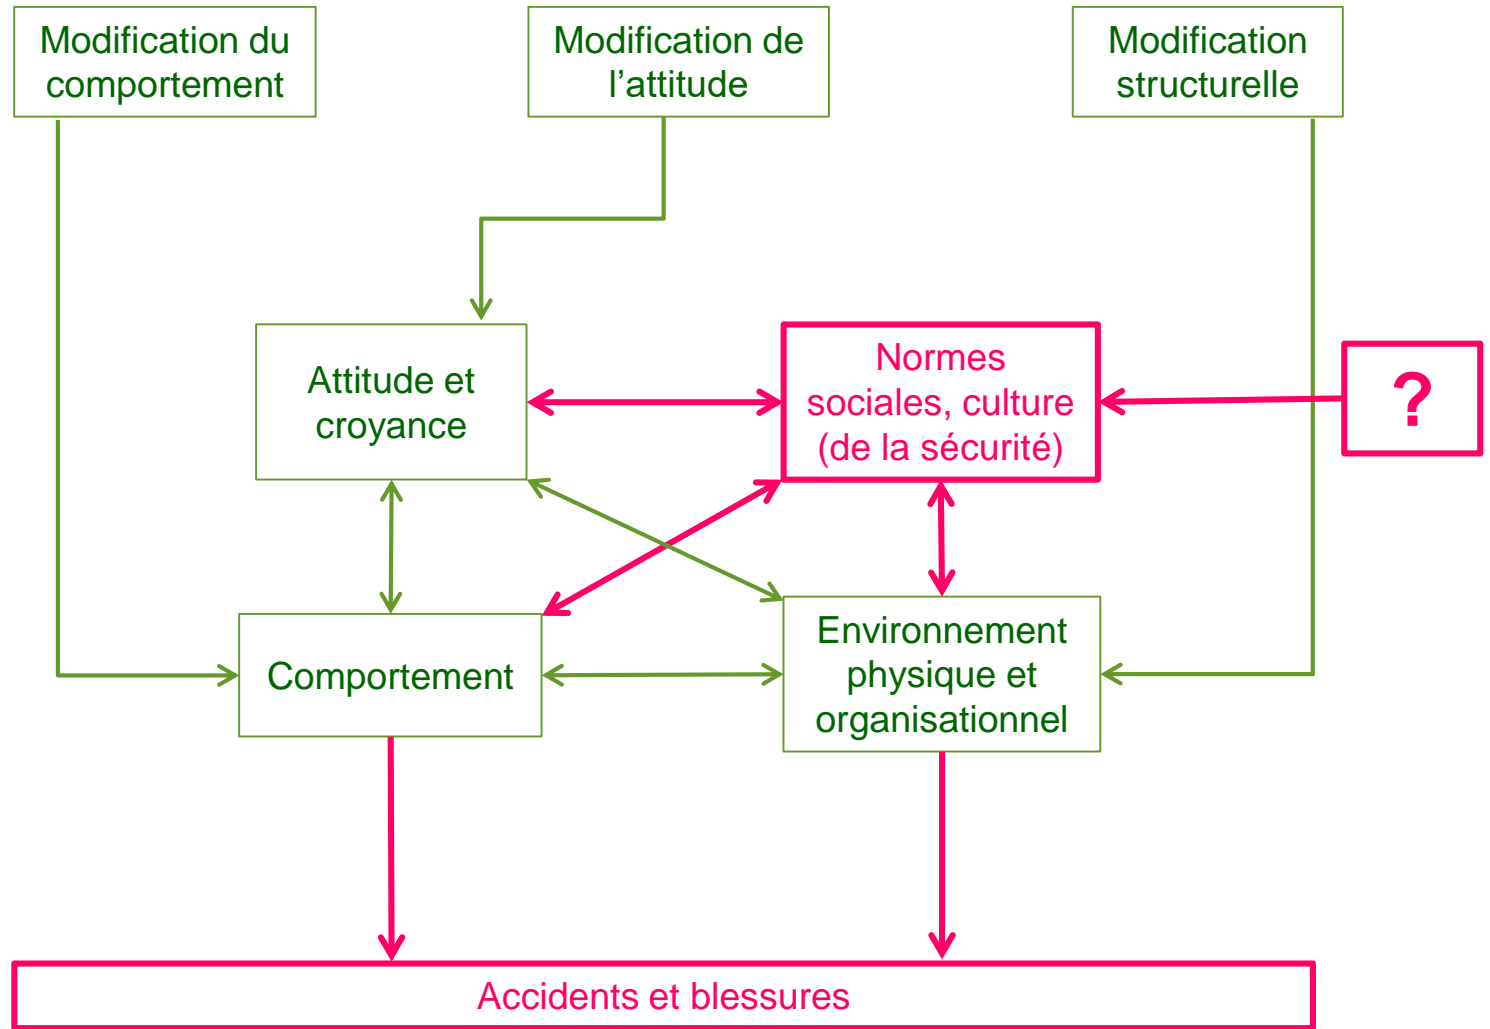 Modification du
comportement
Modification de
l’attitude
Modification
structurelle
Attitude et
croyance
Normes
sociales, culture
(de la sécurité)
?
Comportement
Environnement
physique et
organisationnel
Accidents et blessures